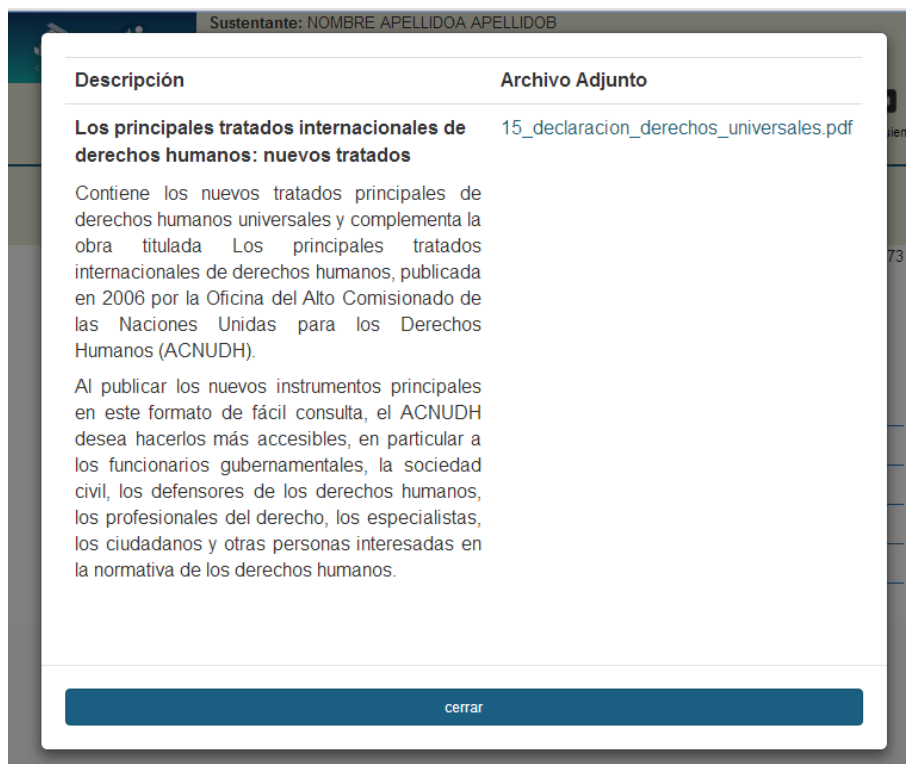 Sustentante: NOMBRE APELLIDOA APELLIDOB
Descripción
Archivo Adjunto
Los principales tratados internacionales de
derechos humanos: nuevos tratados
15_declaracion_derechos_universales.pdf
Contiene los nuevos tratados principales de
derechos humanos universales y complementa la
obra titulada Los principales tratados
internacionales de derechos humanos, publicada
en 2006 por la Oficina del Alto Comisionado de
las Naciones Unidas para los Derechos
Humanos (ACNUDH).
Al publicar los nuevos instrumentos principales
en este formato de fácil consulta, el ACNUDH
desea hacerlos más accesibles, en particular a
los funcionarios gubernamentales, la sociedad
civil, los defensores de los derechos humanos,
los profesionales del derecho, los especialistas,
los ciudadanos y otras personas interesadas en
la normativa de los derechos humanos.
73
cerrar